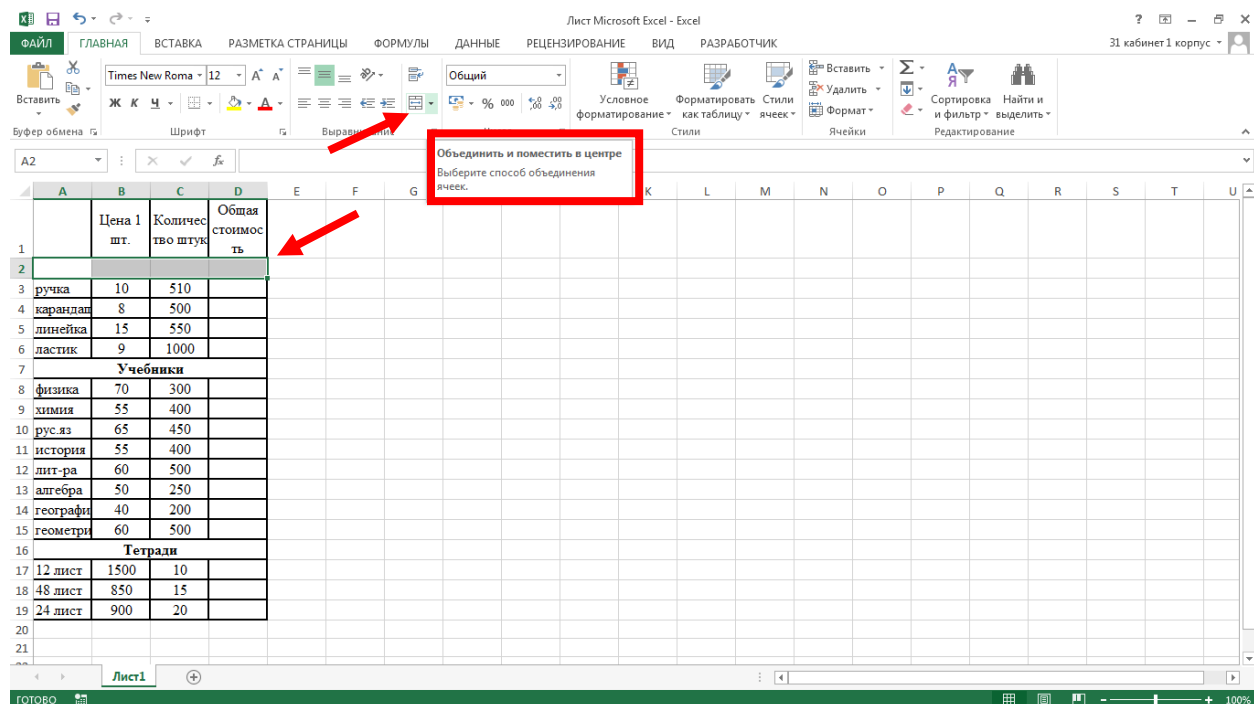 Лист Microsoft Excel - Excel
ФАЙЛ ГЛАВНАЯ ВСТАВКА РАЗМЕТКА СТРАНИЦЫ ФОРМУЛЫ ДАННЫЕ РЕЦЕНЗИРОВАНИЕ ВИД РАЗРАБОТЧИК 31 кабинет 1 корпус
Вставить
Times New Roma 12
Ж К Ч
Общий
% 000
Условное форматирование
Форматировать как таблицу
Стили ячеек
Вставить
Удалить
Формат
Сортировка и фильтр
Найти и выделить
Буфер обмена Шрифт Стили Ячейки Редактирование
Объединить и поместить в центре
Выберите способ объединения
ячеек.
A2 fx
A B C D E F G K L M N O P Q R S T U
1 Цена 1 шт. Количес тво штук Общая стоимос ть
2
3 ручка 10 510
4 карандаш 8 500
5 линейка 15 550
6 ластик 9 1000
7 Учебники
8 физика 70 300
9 химия 55 400
10 рус.яз 65 450
11 история 55 400
12 лит-ра 60 500
13 алгебра 50 250
14 географи 40 200
15 геометри 60 500
16 Тетради
17 12 лист 1500 10
18 48 лист 850 15
19 24 лист 900 20
20
21
Лист1
ГОТОВО 100%